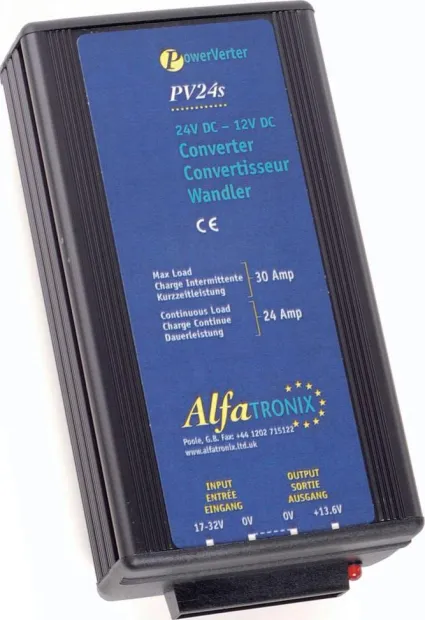 PowerVerter
PV24s
24V DC – 12V DC
Converter
Convertisseur
Wandler
CE
Max Load
Charge Intermittente
Kurzzeitleistung
30 Amp
Continuous Load
Charge Continue
Dauerleistung
24 Amp
AlfaTRONIX
Poole, G.B. Fax: +44 1202 715122
www.alfatronix.ltd.uk
INPUT
ENTRÉE
EINGANG
OUTPUT
SORTIE
AUSGANG
17-32V 0V 0V +13.6V